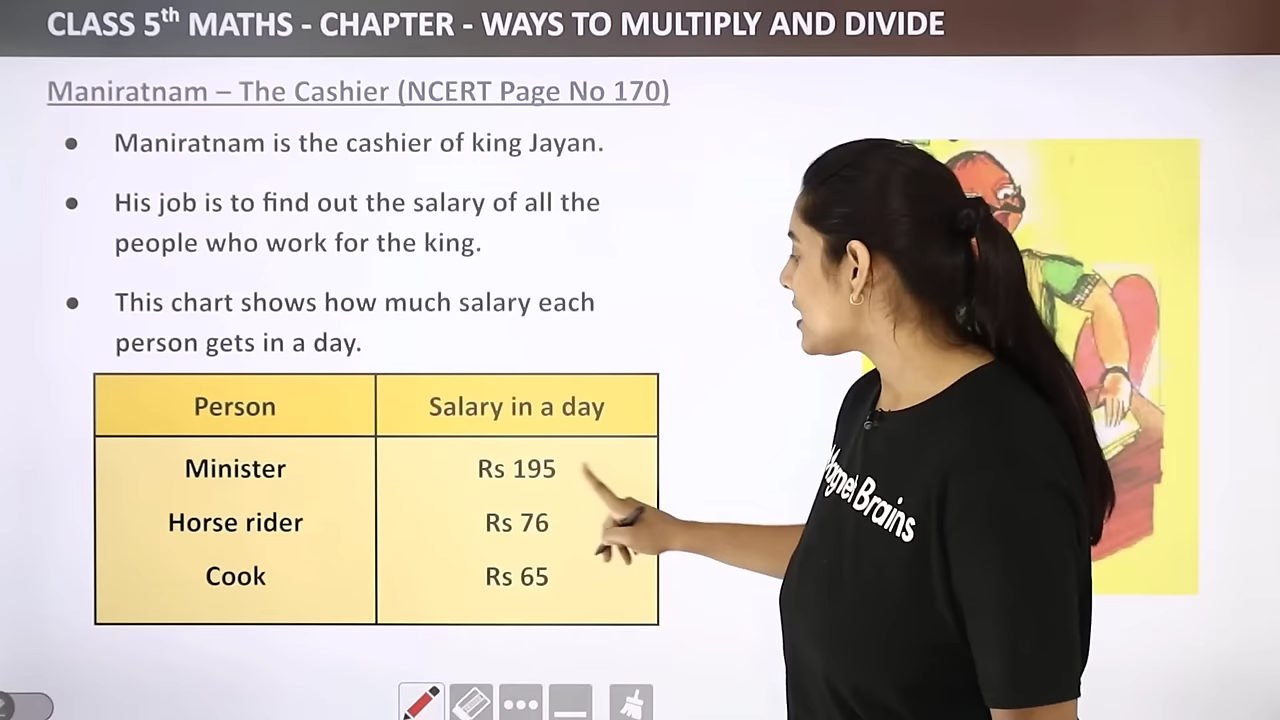 CLASS 5th MATHS - CHAPTER - WAYS TO MULTIPLY AND DIVIDE
Maniratnam – The Cashier (NCERT Page No 170)
● Maniratnam is the cashier of king Jayan.
● His job is to find out the salary of all the
people who work for the king.
● This chart shows how much salary each
person gets in a day.
Person Salary in a day
Minister Rs 195
Horse rider Rs 76
Cook Rs 65
Magnet Brains